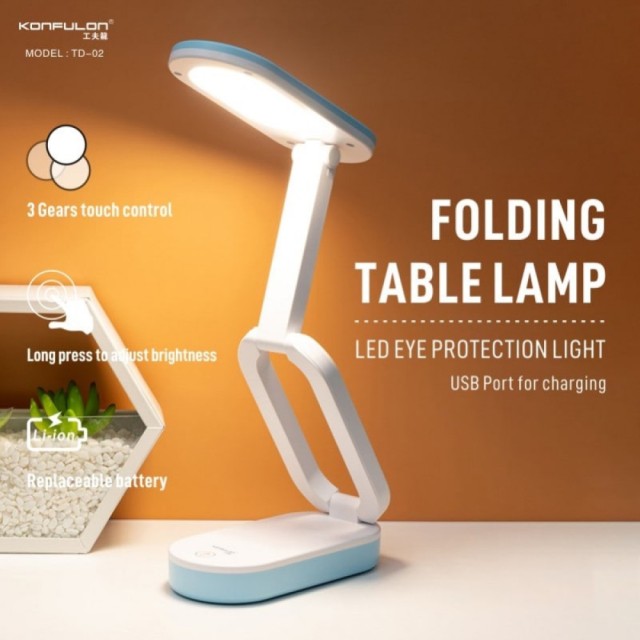 KONFULON®
工夫龍
MODEL : TD-02
3 Gears touch control
FOLDING
TABLE LAMP
LED EYE PROTECTION LIGHT
USB Port for charging
Long press to adjust brightness
Li-ion
Replaceable battery